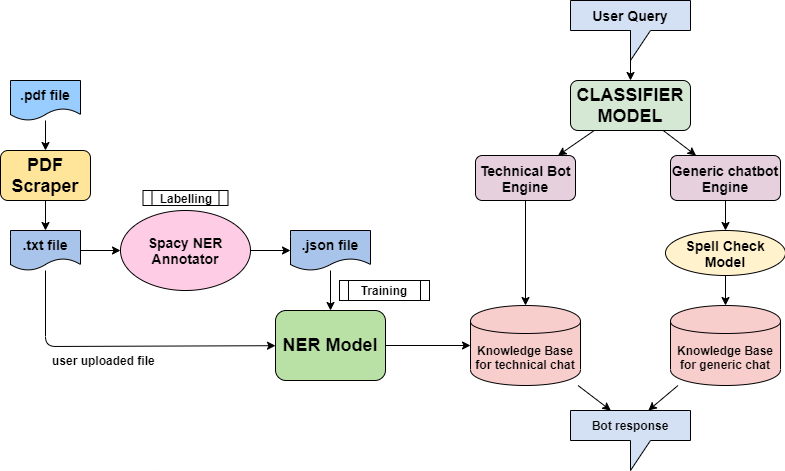 User Query
.pdf file
CLASSIFIER
MODEL
PDF
Scraper
Technical Bot
Engine
Generic chatbot
Engine
Labelling
.txt file
Spacy NER
Annotator
.json file
Spell Check
Model
Training
NER Model
Knowledge Base
for technical chat
Knowledge Base
for generic chat
user uploaded file
Bot response